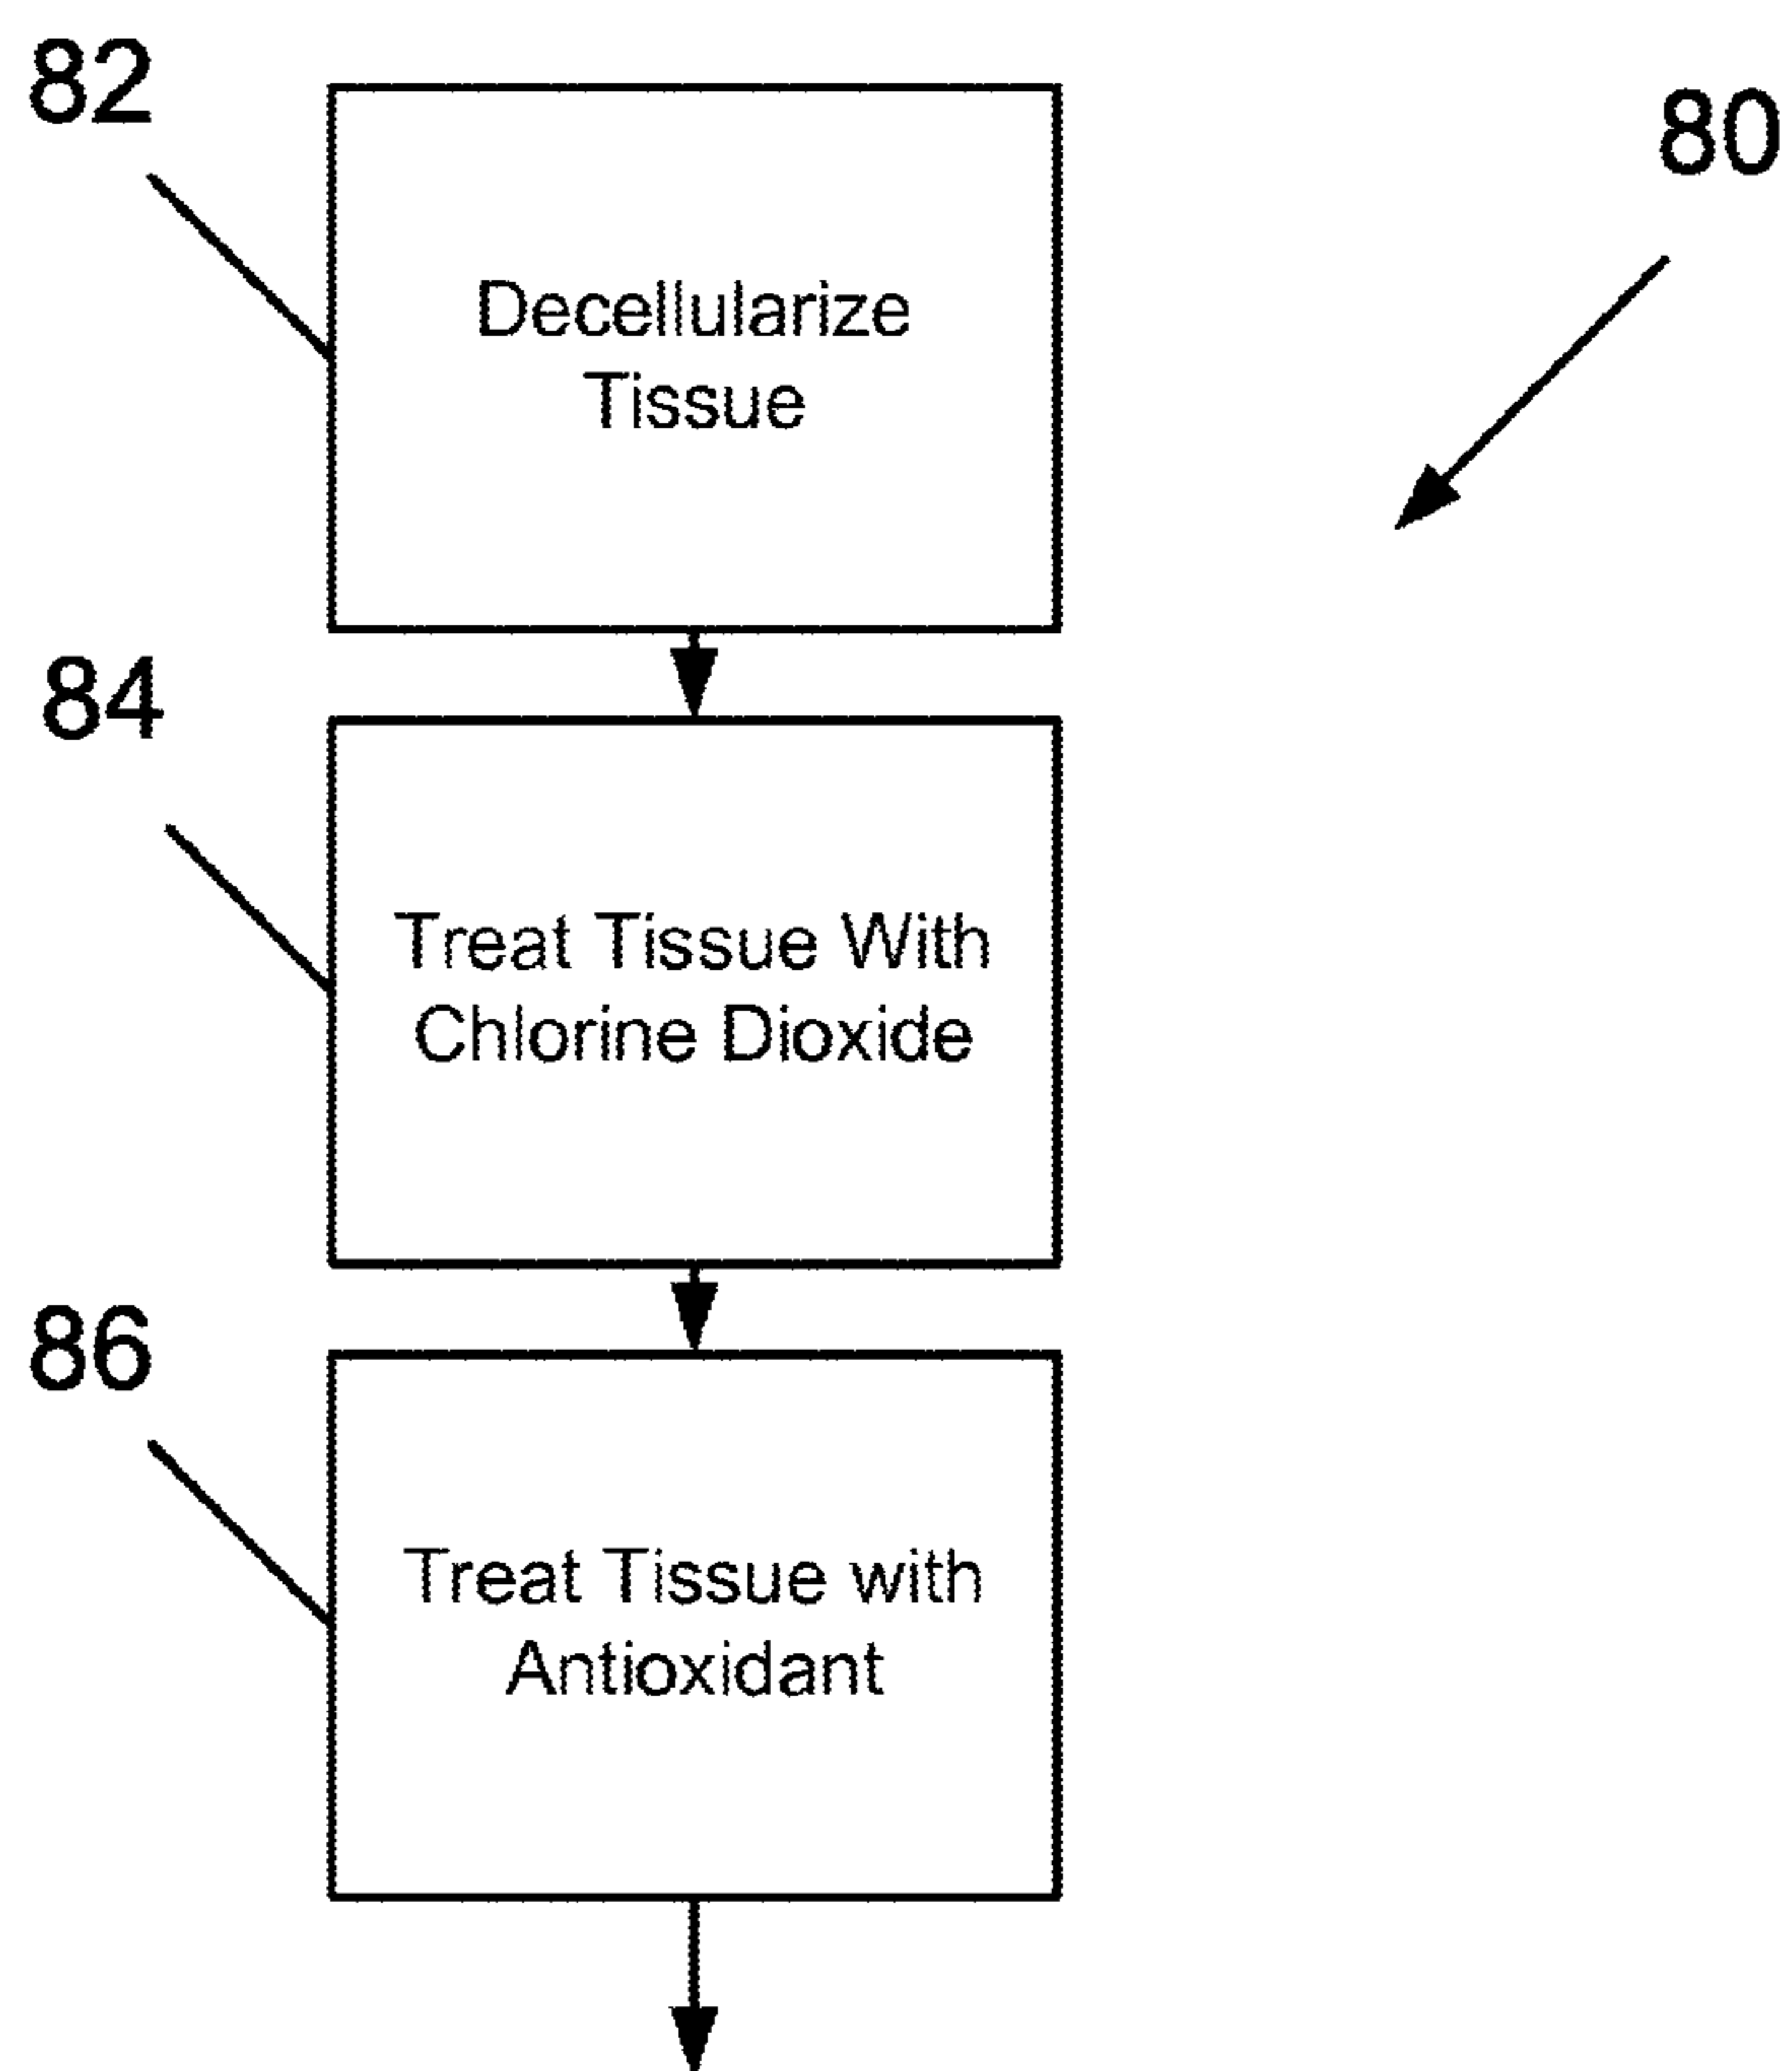 82
80
Decellularize
Tissue
84
Treat Tissue With
Chlorine Dioxide
86
Treat Tissue with
Antioxidant